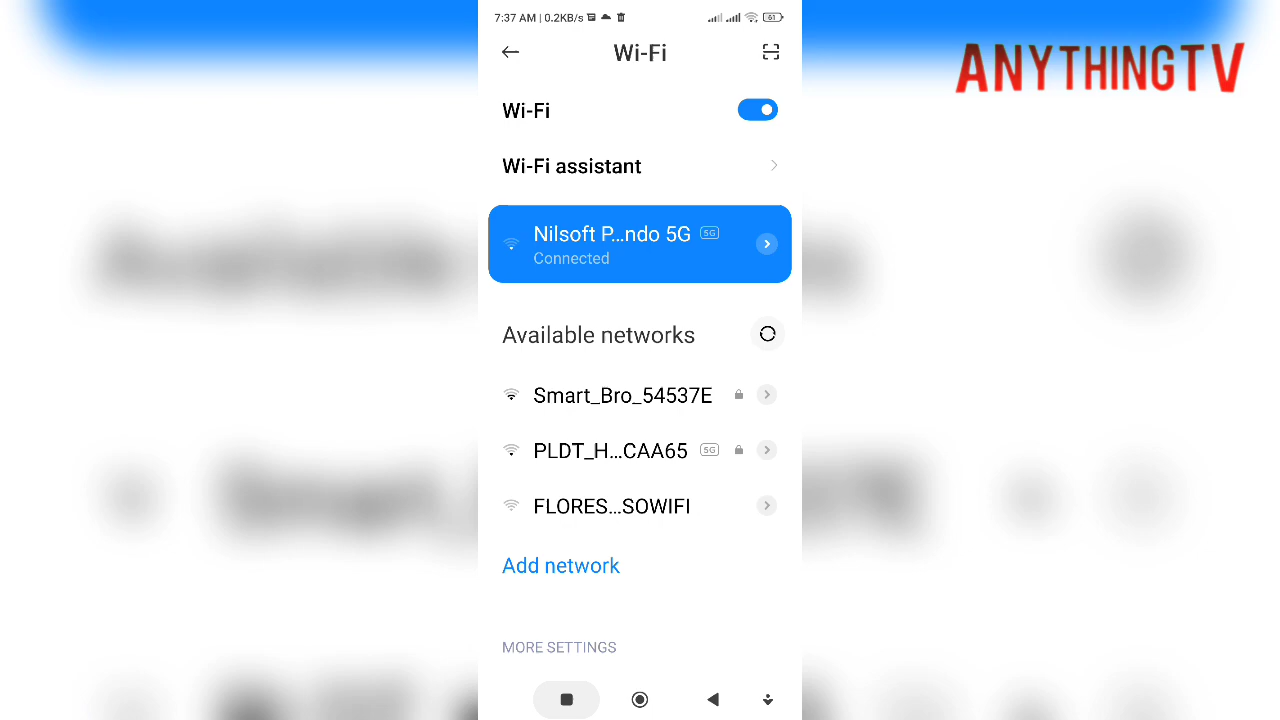 7:37 AM | 0.2KB/s 61
Wi-Fi
ANYTHINGTV
Wi-Fi
Wi-Fi assistant
Nilsoft P...ndo 5G 5G
Connected
Available networks
Smart_Bro_54537E
PLDT_H...CAA65 5G
FLORES...SOWIFI
Add network
MORE SETTINGS